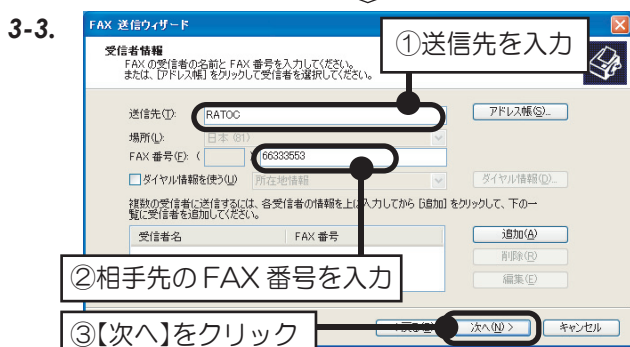 3-3.
FAX 送信ウィザード
受信者情報
FAX の受信者の名前と FAX 番号を入力してください。
または、[アドレス帳] をクリックして受信者を選択してください。
①送信先を入力
送信先(T):
RATOC
アドレス帳(S)...
場所(L):
日本 (81)
FAX 番号(F): (
)
66333553
ダイヤル情報を使う(U)
所在地情報
ダイヤル情報(D)...
複数の受信者に送信するには、各受信者の情報を上に入力してから [追加] をクリックして、下の一
覧に受信者を追加してください。
受信者名
FAX 番号
追加(A)
削除(R)
編集(E)
②相手先の FAX 番号を入力
③【次へ】をクリック
次へ(N) >
キャンセル